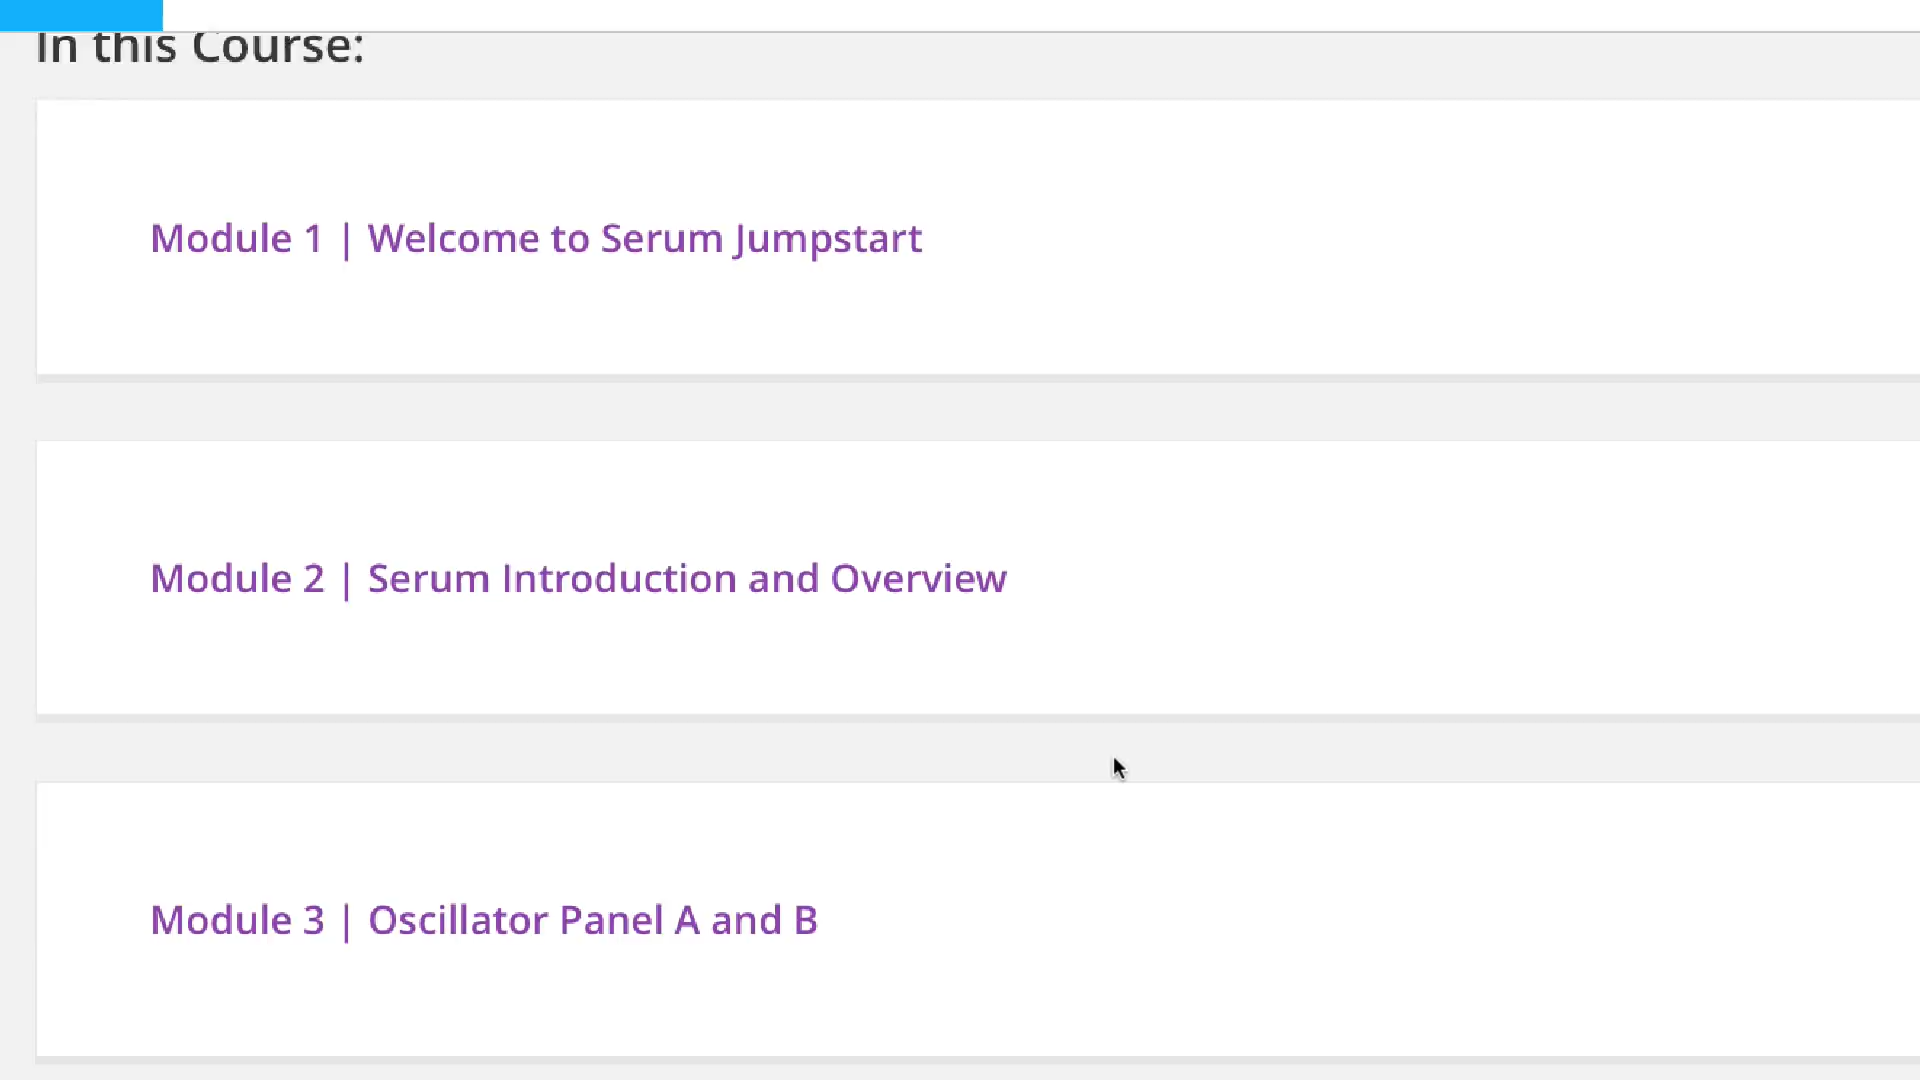 In this Course:
Module 1 | Welcome to Serum Jumpstart
Module 2 | Serum Introduction and Overview
Module 3 | Oscillator Panel A and B